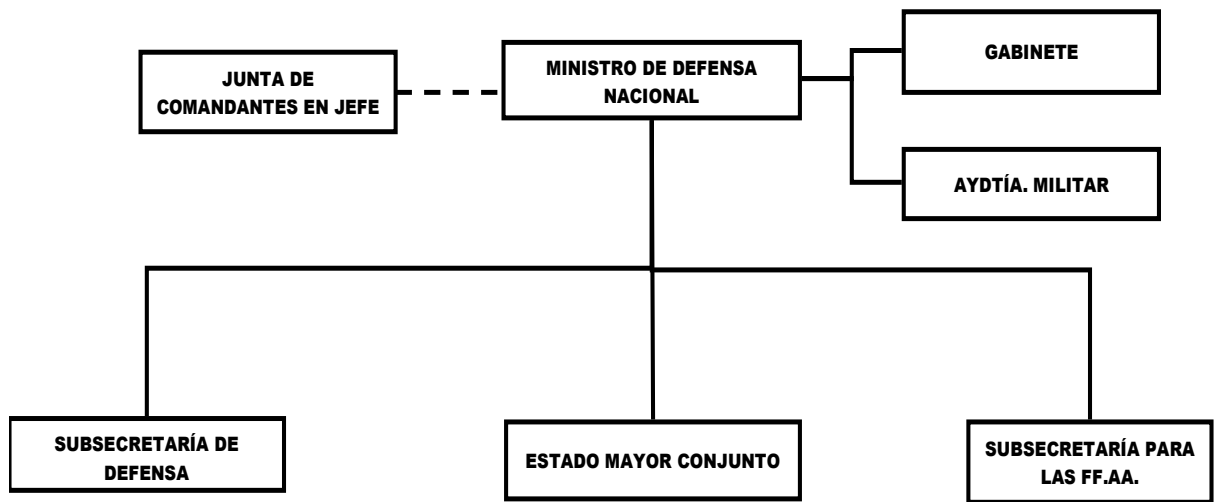 GABINETE
MINISTRO DE DEFENSA
NACIONAL
JUNTA DE
COMANDANTES EN JEFE
AYDTÍA. MILITAR
SUBSECRETARÍA DE
DEFENSA
ESTADO MAYOR CONJUNTO
SUBSECRETARÍA PARA
LAS FF.AA.